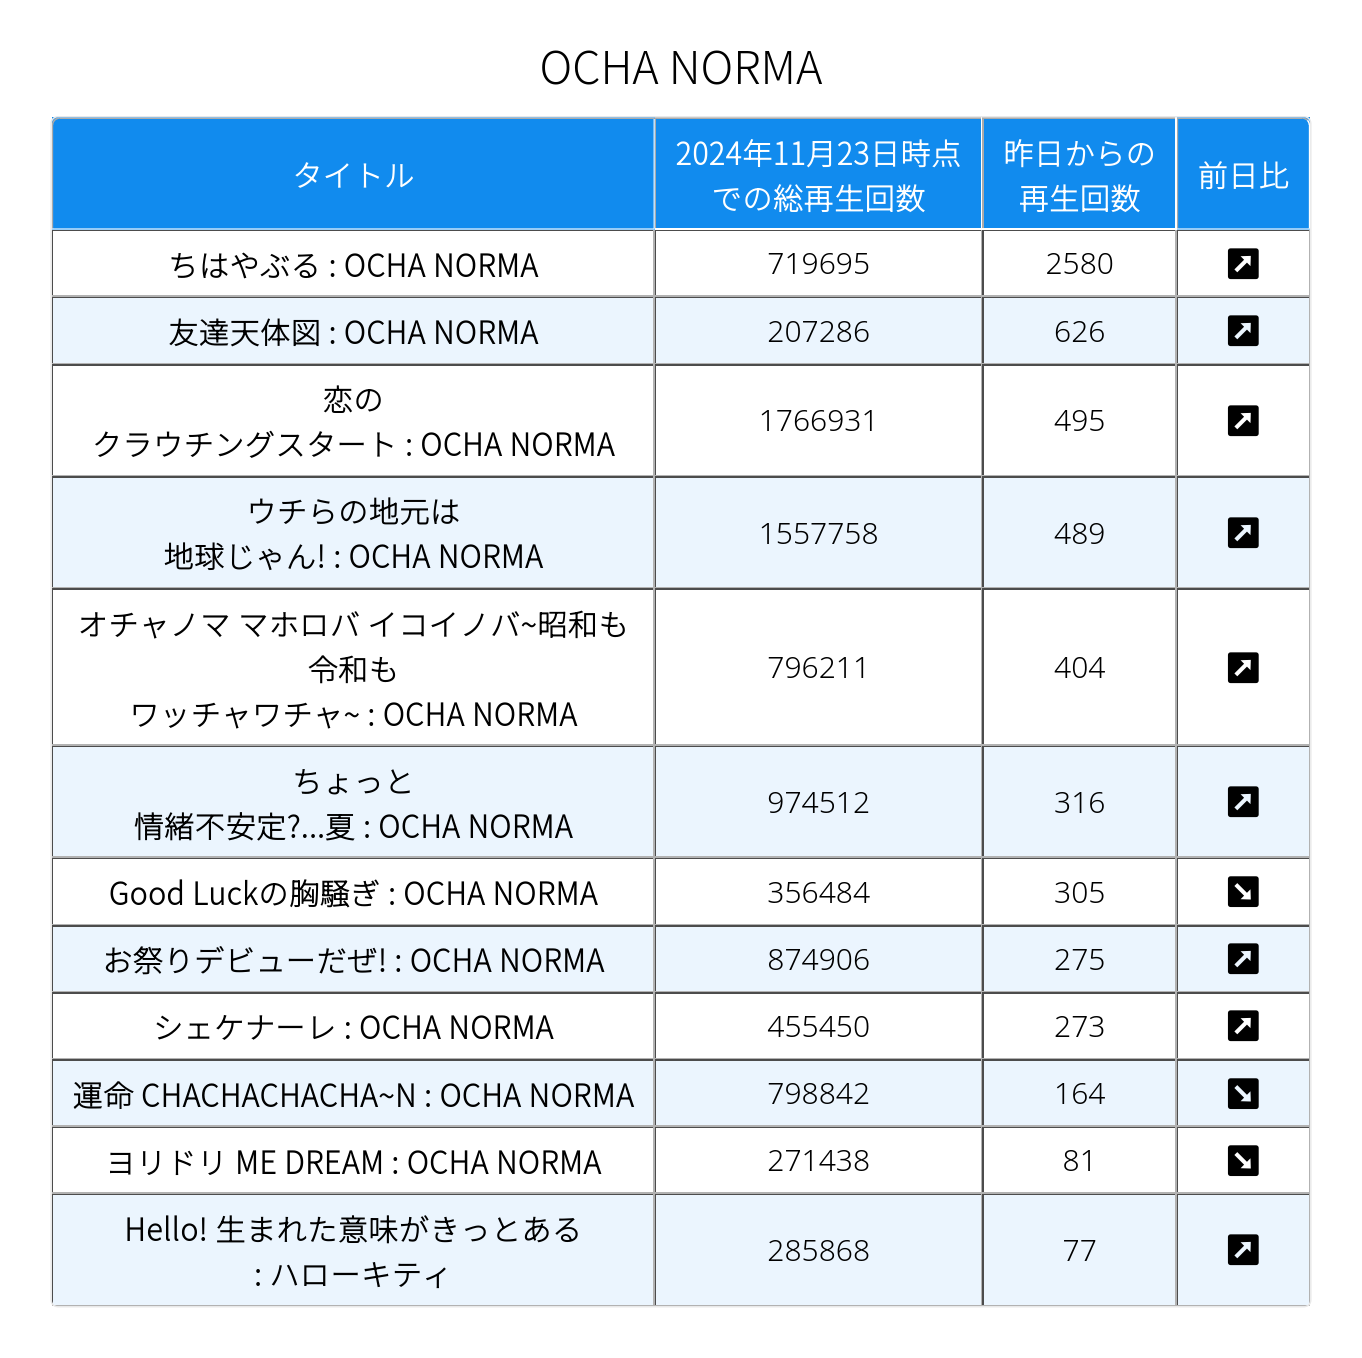 OCHA NORMA
タイトル
2024年11月23日時点
での総再生回数
昨日からの
再生回数
前日比
ちはやぶる : OCHA NORMA
719695
2580
友達天体図 : OCHA NORMA
207286
626
恋の
クラウチングスタート : OCHA NORMA
1766931
495
ウチらの地元は
地球じゃん! : OCHA NORMA
1557758
489
オチャノマ マホロバ イコイノバ~昭和も
令和も
ワッチャワチャ~ : OCHA NORMA
796211
404
ちょっと
情緒不安定?...夏 : OCHA NORMA
974512
316
Good Luckの胸騒ぎ : OCHA NORMA
356484
305
お祭りデビューだぜ! : OCHA NORMA
874906
275
シェケナーレ : OCHA NORMA
455450
273
運命 CHACHACHACHA~N : OCHA NORMA
798842
164
ヨリドリ ME DREAM : OCHA NORMA
271438
81
Hello! 生まれた意味がきっとある
: ハローキティ
285868
77